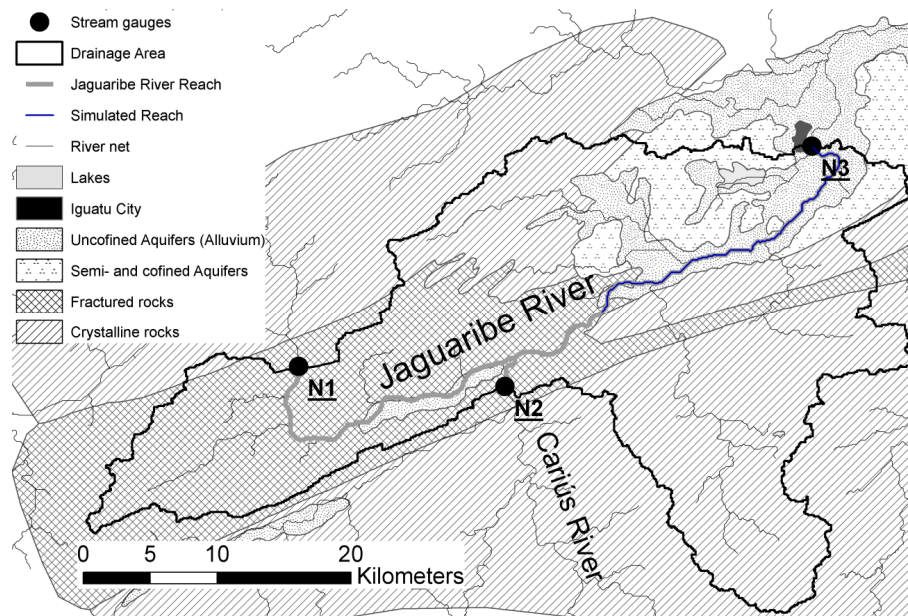 Stream gauges
Drainage Area
Jaguaribe River Reach
Simulated Reach
River net
Lakes
Iguatu City
Uncofined Aquifers (Alluvium)
Semi- and cofined Aquifers
Fractured rocks
Crystalline rocks
N3
Jaguaribe River
N1
N2
Cariús River
0 5 10 20
Kilometers